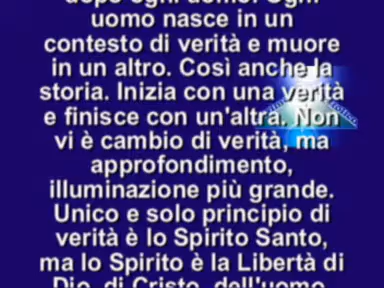 dopo ogni uomo. Ogni
uomo nasce in un
contesto di verità e muore
in un altro. Così anche la
storia. Inizia con una verità
e finisce con un'altra. Non
vi è cambio di verità, ma
approfondimento,
illuminazione più grande.
Unico e solo principio di
verità è lo Spirito Santo,
ma lo Spirito è la Libertà di
Dio, di Cristo, dell'uomo.